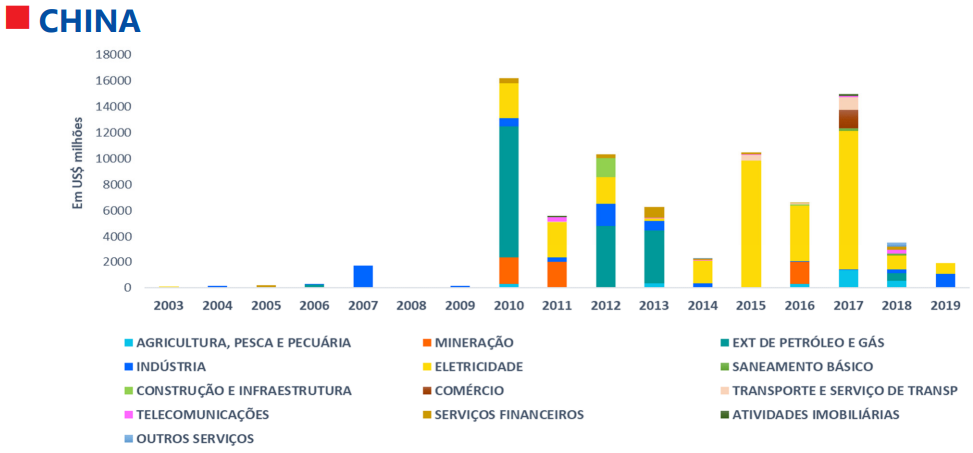 CHINA
Em US$ milhões
18000
16000
14000
12000
10000
8000
6000
4000
2000
0
2003 2004 2005 2006 2007 2008 2009 2010 2011 2012 2013 2014 2015 2016 2017 2018 2019
AGRICULTURA, PESCA E PECUÁRIA MINERAÇÃO EXT DE PETRÓLEO E GÁS
INDÚSTRIA ELETRICIDADE SANEAMENTO BÁSICO
CONSTRUÇÃO E INFRAESTRUTURA COMÉRCIO TRANSPORTE E SERVIÇO DE TRANSP
TELECOMUNICAÇÕES SERVIÇOS FINANCEIROS ATIVIDADES IMOBILIÁRIAS
OUTROS SERVIÇOS